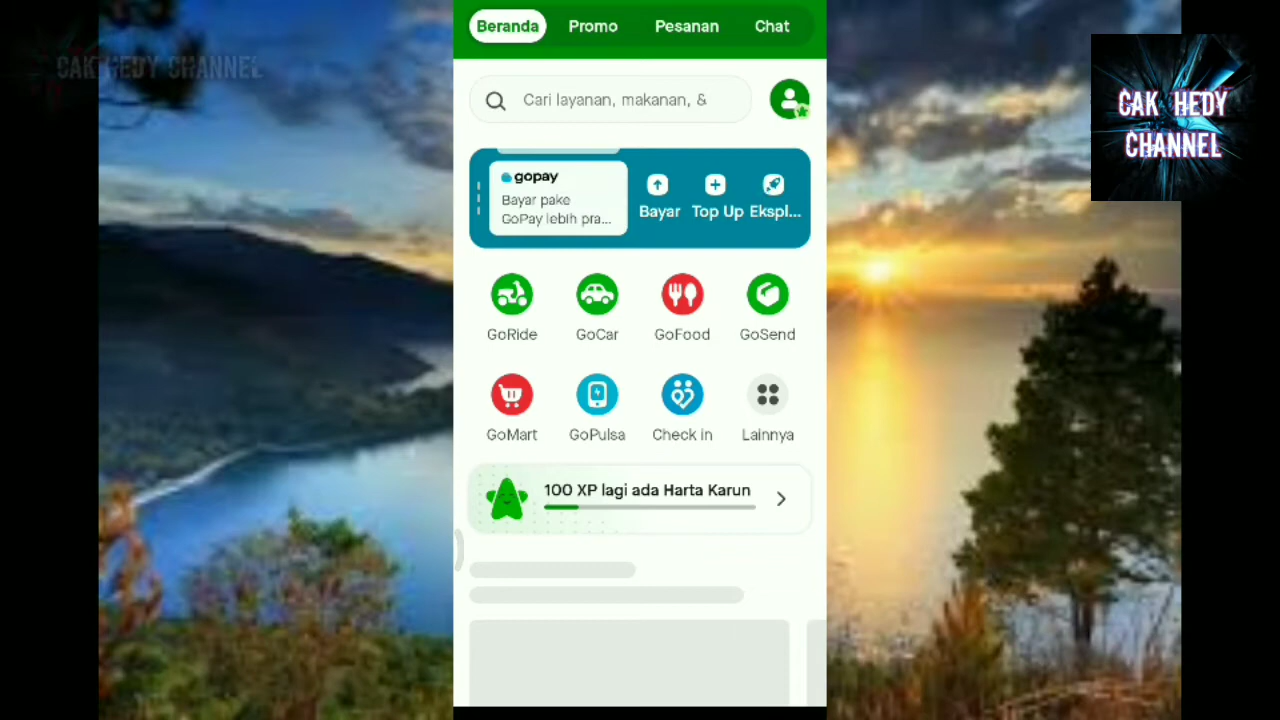 CAK HEDY CHANNEL
Beranda
Promo
Pesanan
Chat
Cari layanan, makanan, &
CAK HEDY
CHANNEL
gopay
Bayar pake
GoPay lebih pra...
Bayar
Top Up
Ekspl...
GoRide
GoCar
GoFood
GoSend
GoMart
GoPulsa
Check in
Lainnya
100 XP lagi ada Harta Karun